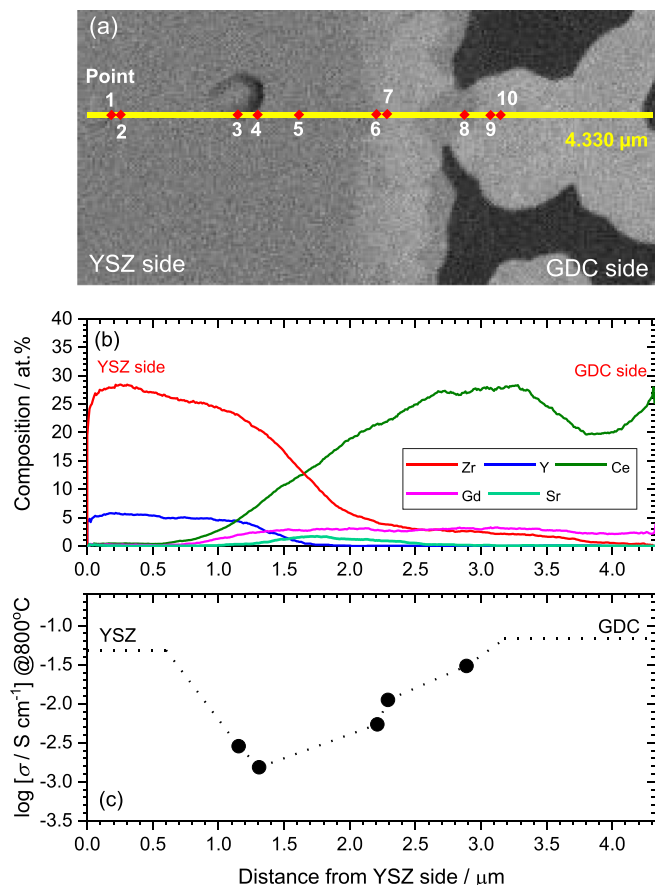 (a)
Point
1
2
3
4
5
6
7
8
9
10
4.330 μm
YSZ side
GDC side
(b)
YSZ side
GDC side
Composition / at.%
40
35
30
25
20
15
10
5
0
Zr
Y
Ce
Gd
Sr
0.0 0.5 1.0 1.5 2.0 2.5 3.0 3.5 4.0
log [σ / S cm⁻¹] @800°C
-1.0
-1.5
-2.0
-2.5
-3.0
-3.5
YSZ
GDC
(c)
0.0 0.5 1.0 1.5 2.0 2.5 3.0 3.5 4.0
Distance from YSZ side / μm